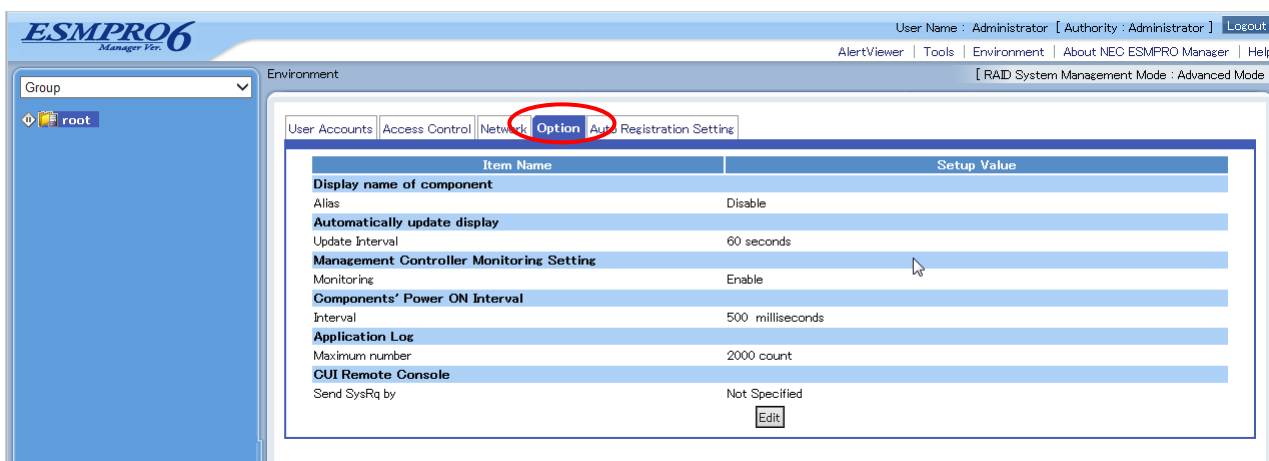 ESMPRO6
Manager Ver.
User Name : Administrator [ Authority : Administrator ] Logout
AlertViewer | Tools | Environment | About NEC ESMPRO Manager | Help
Group
Environment
[ RAID System Management Mode : Advanced Mode
root
User Accounts Access Control Network Option Auto Registration Setting
Item Name Setup Value
Display name of component
Alias Disable
Automatically update display
Update Interval 60 seconds
Management Controller Monitoring Setting
Monitoring Enable
Components' Power ON Interval
Interval 500 milliseconds
Application Log
Maximum number 2000 count
CUI Remote Console
Send SysRq by Not Specified
Edit